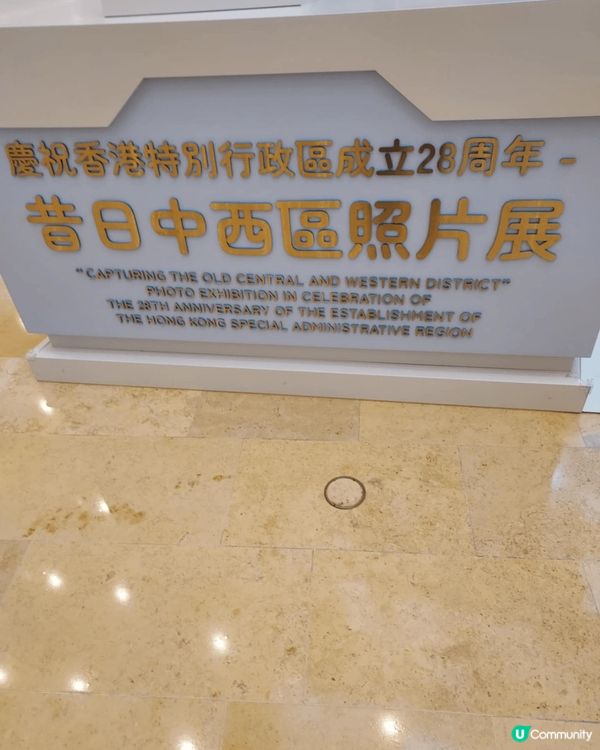 慶祝香港特別行政區成立28周年 -
昔日中西區照片展
"CAPTURING THE OLD CENTRAL AND WESTERN DISTRICT"
PHOTO EXHIBITION IN CELEBRATION OF
THE 28TH ANNIVERSARY OF THE ESTABLISHMENT OF
THE HONG KONG SPECIAL ADMINISTRATIVE REGION
U Community